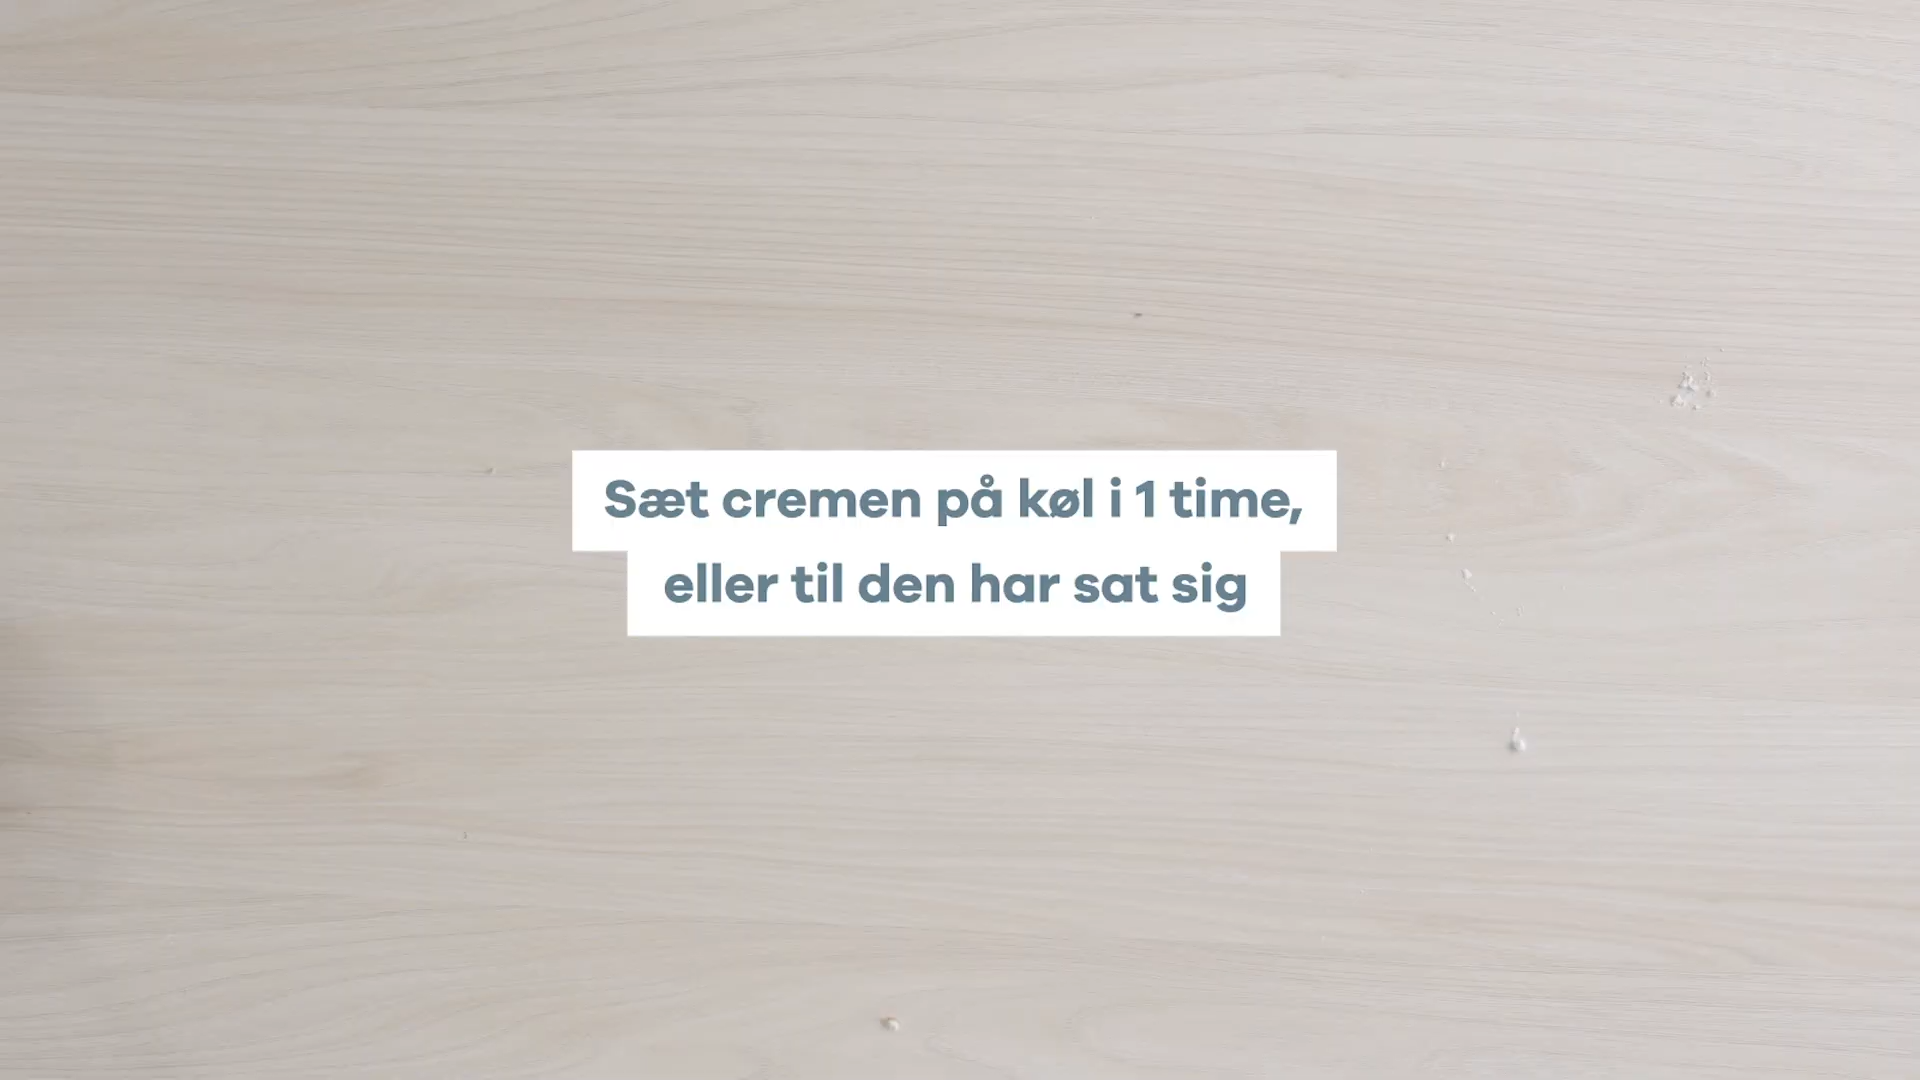 Sæt cremen på køl i 1 time,
eller til den har sat sig